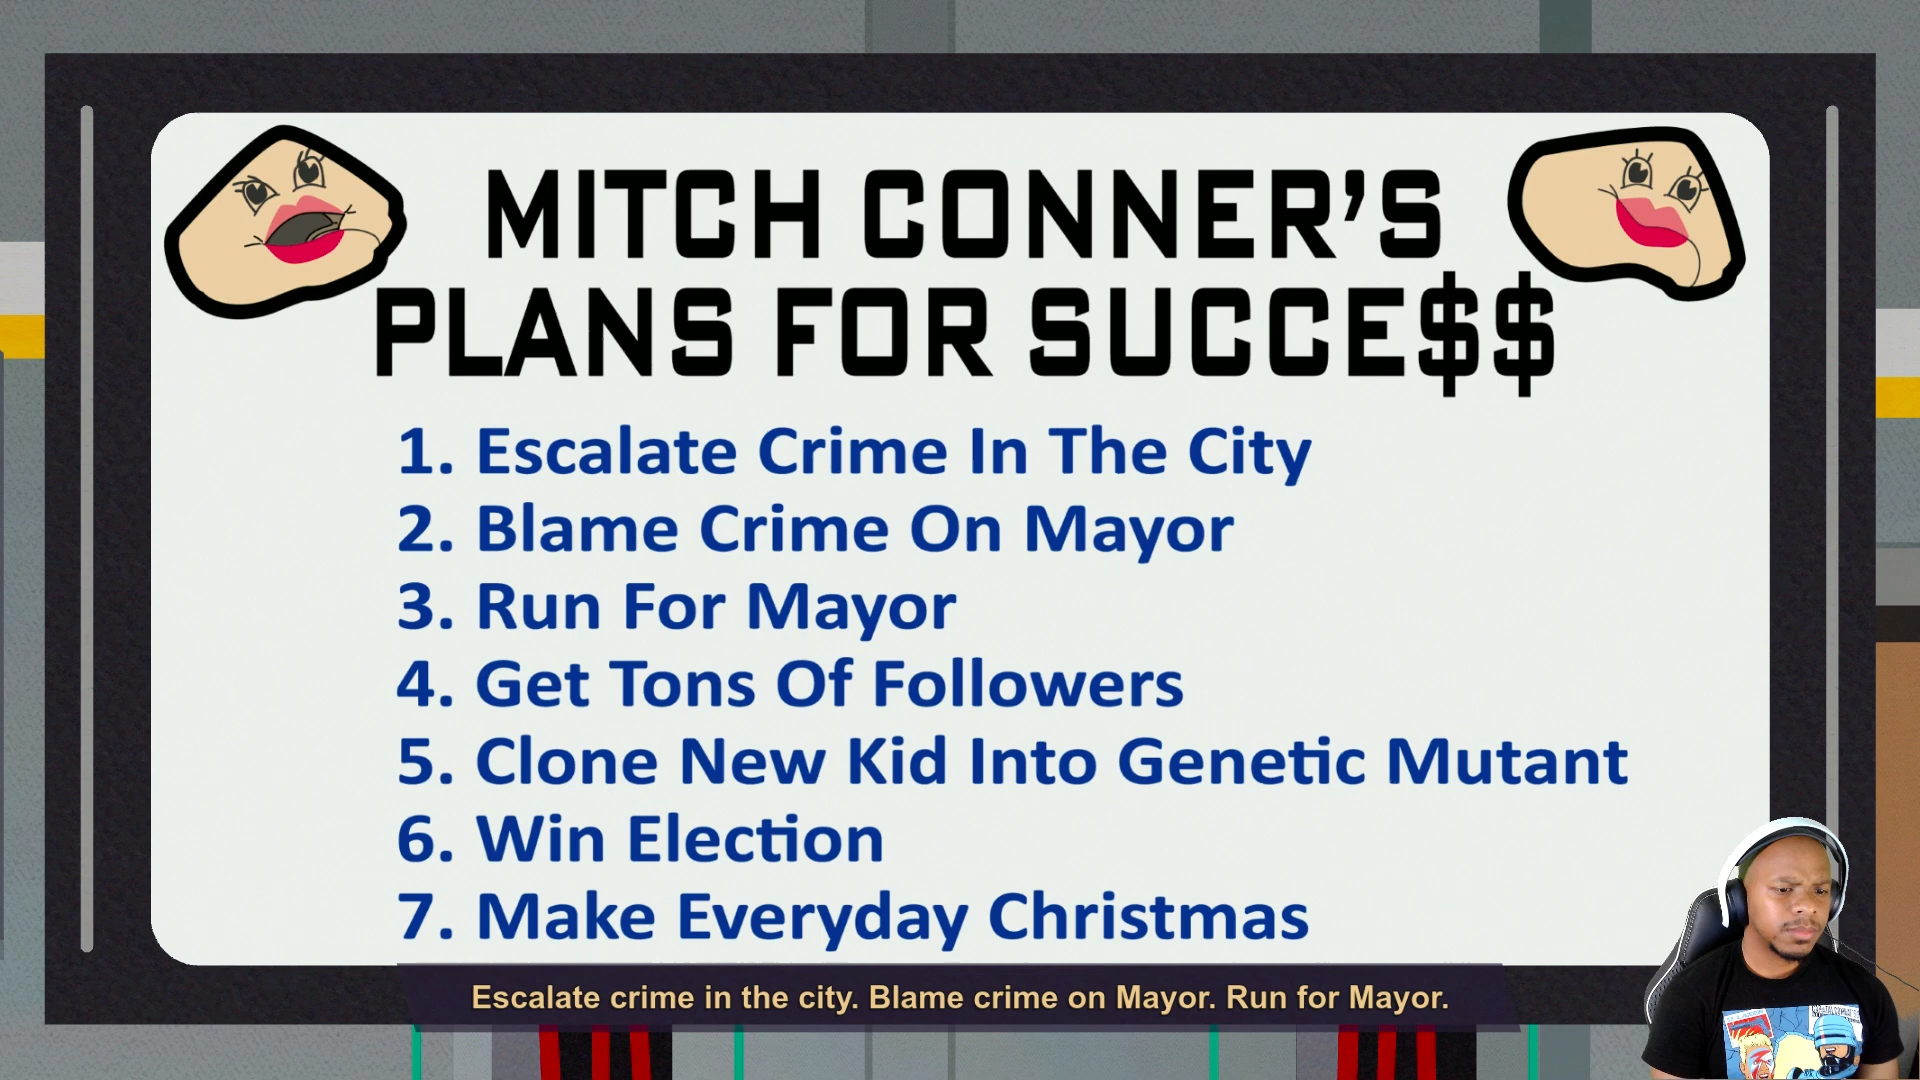 MITCH CONNER'S
PLANS FOR SUCCE$$
1. Escalate Crime In The City
2. Blame Crime On Mayor
3. Run For Mayor
4. Get Tons Of Followers
5. Clone New Kid Into Genetic Mutant
6. Win Election
7. Make Everyday Christmas
Escalate crime in the city. Blame crime on Mayor. Run for Mayor.